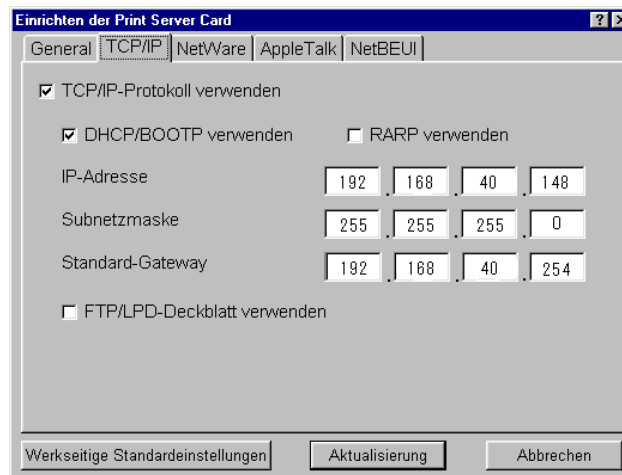 Einrichten der Print Server Card
General TCP/IP NetWare AppleTalk NetBEUI
TCP/IP-Protokoll verwenden
DHCP/BOOTP verwenden RARP verwenden
IP-Adresse 192 . 168 . 40 . 148
Subnetzmaske 255 . 255 . 255 . 0
Standard-Gateway 192 . 168 . 40 . 254
FTP/LPD-Deckblatt verwenden
Werkseitige Standardeinstellungen Aktualisierung Abbrechen